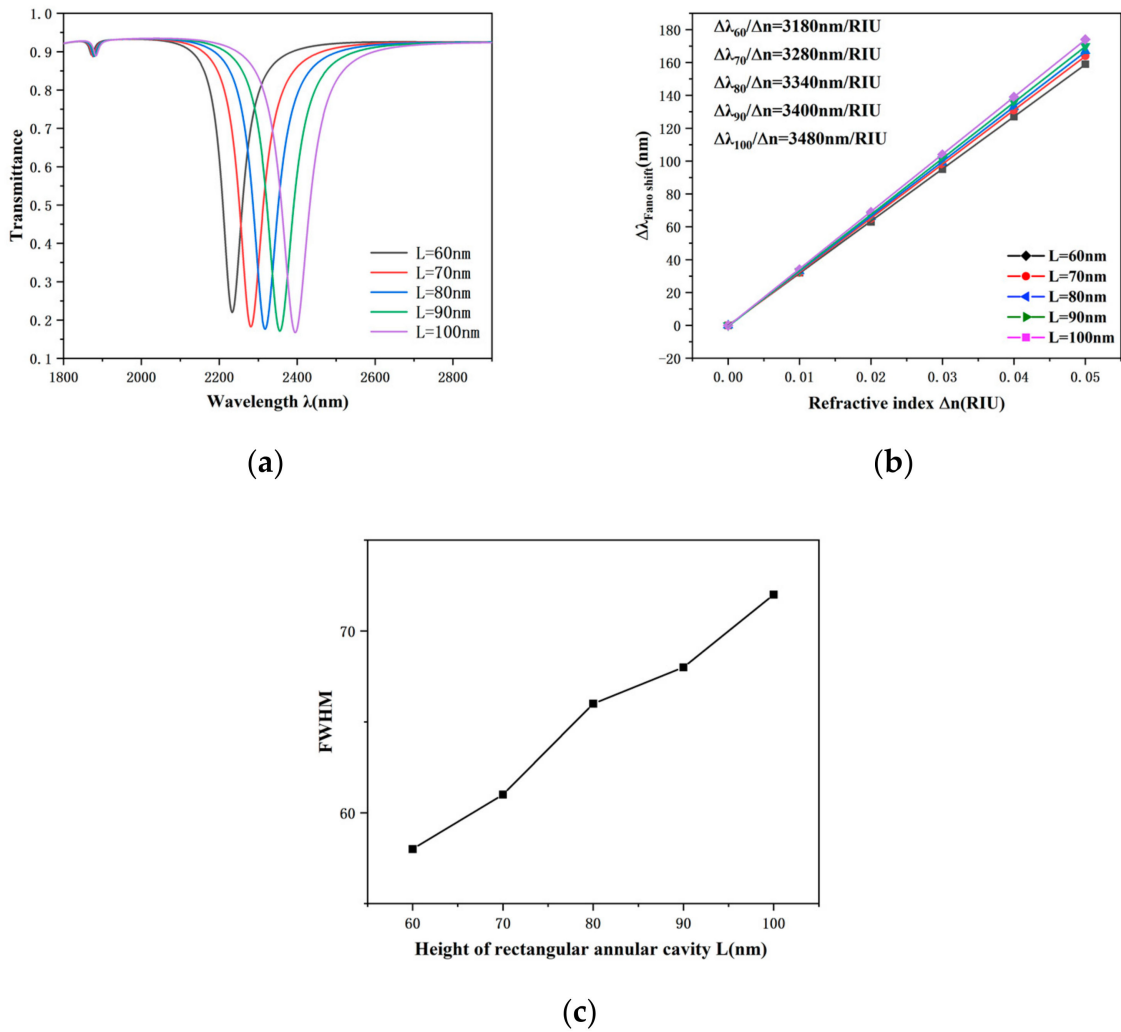 1.0
0.9
0.8
0.7
0.6
0.5
0.4
0.3
0.2
0.1
Transmittance
L=60nm
L=70nm
L=80nm
L=90nm
L=100nm
1800 2000 2200 2400 2600 2800
Wavelength λ(nm)
(a)
Δλ60/Δn=3180nm/RIU
Δλ70/Δn=3280nm/RIU
Δλ80/Δn=3340nm/RIU
Δλ90/Δn=3400nm/RIU
Δλ100/Δn=3480nm/RIU
180
160
140
120
100
80
60
40
20
0
−20
ΔλFano shift(nm)
L=60nm
L=70nm
L=80nm
L=90nm
L=100nm
0.00 0.01 0.02 0.03 0.04 0.05
Refractive index Δn(RIU)
(b)
70
60
FWHM
60 70 80 90 100
Height of rectangular annular cavity L(nm)
(c)